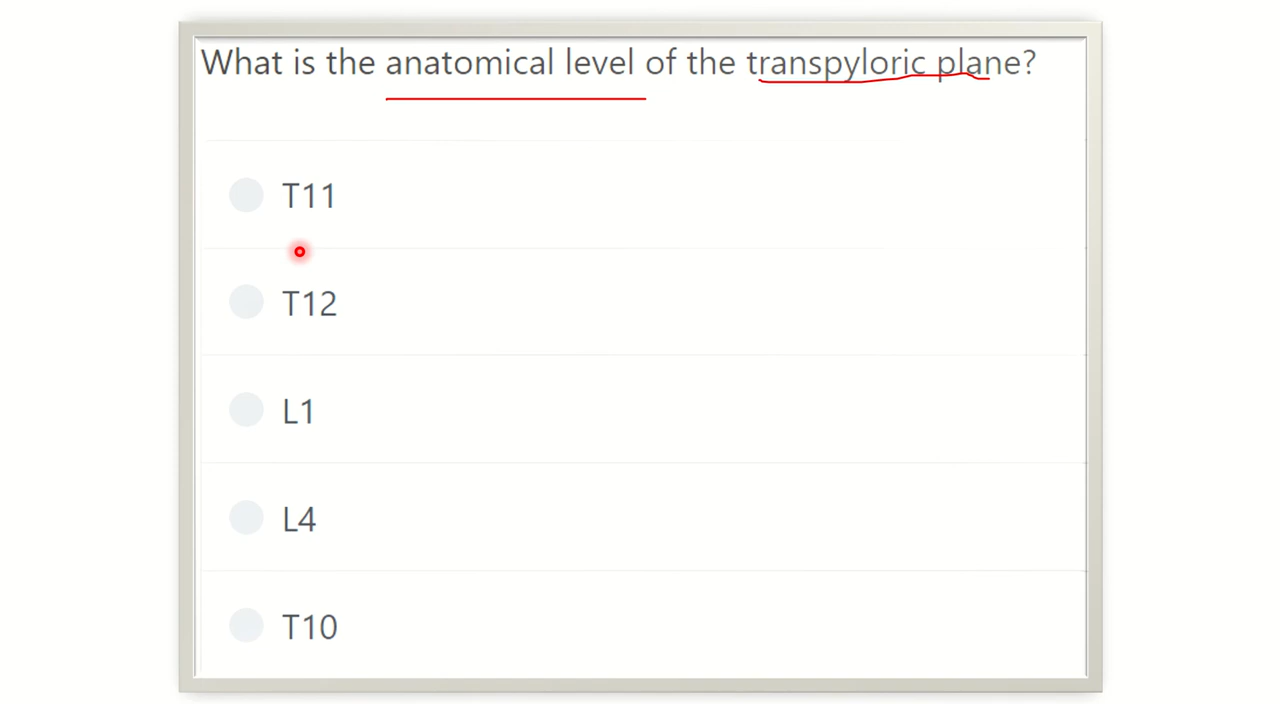 What is the anatomical level of the transpyloric plane?
T11
T12
L1
L4
T10